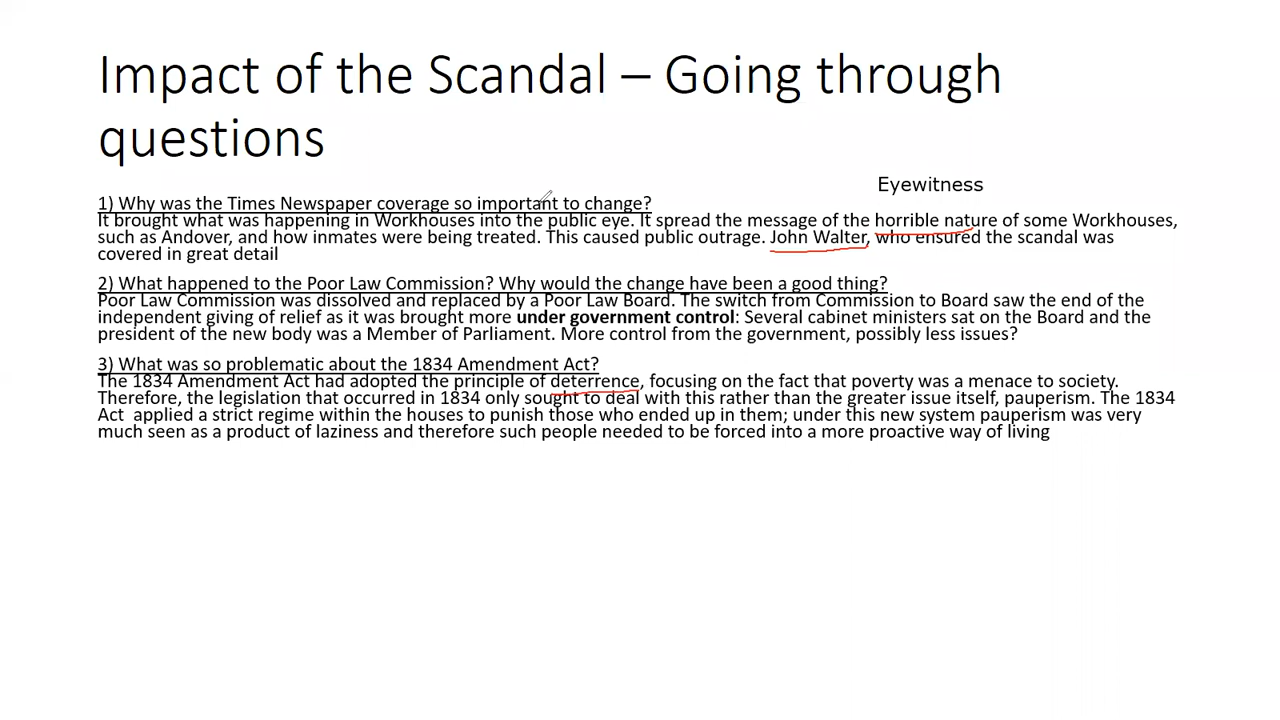 Impact of the Scandal – Going through
questions
Eyewitness
1) Why was the Times Newspaper coverage so important to change?
It brought what was happening in Workhouses into the public eye. It spread the message of the horrible nature of some Workhouses,
such as Andover, and how inmates were being treated. This caused public outrage. John Walter, who ensured the scandal was
covered in great detail
2) What happened to the Poor Law Commission? Why would the change have been a good thing?
Poor Law Commission was dissolved and replaced by a Poor Law Board. The switch from Commission to Board saw the end of the
independent giving of relief as it was brought more under government control: Several cabinet ministers sat on the Board and the
president of the new body was a Member of Parliament. More control from the government, possibly less issues?
3) What was so problematic about the 1834 Amendment Act?
The 1834 Amendment Act had adopted the principle of deterrence, focusing on the fact that poverty was a menace to society.
Therefore, the legislation that occurred in 1834 only sought to deal with this rather than the greater issue itself, pauperism. The 1834
Act  applied a strict regime within the houses to punish those who ended up in them; under this new system pauperism was very
much seen as a product of laziness and therefore such people needed to be forced into a more proactive way of living